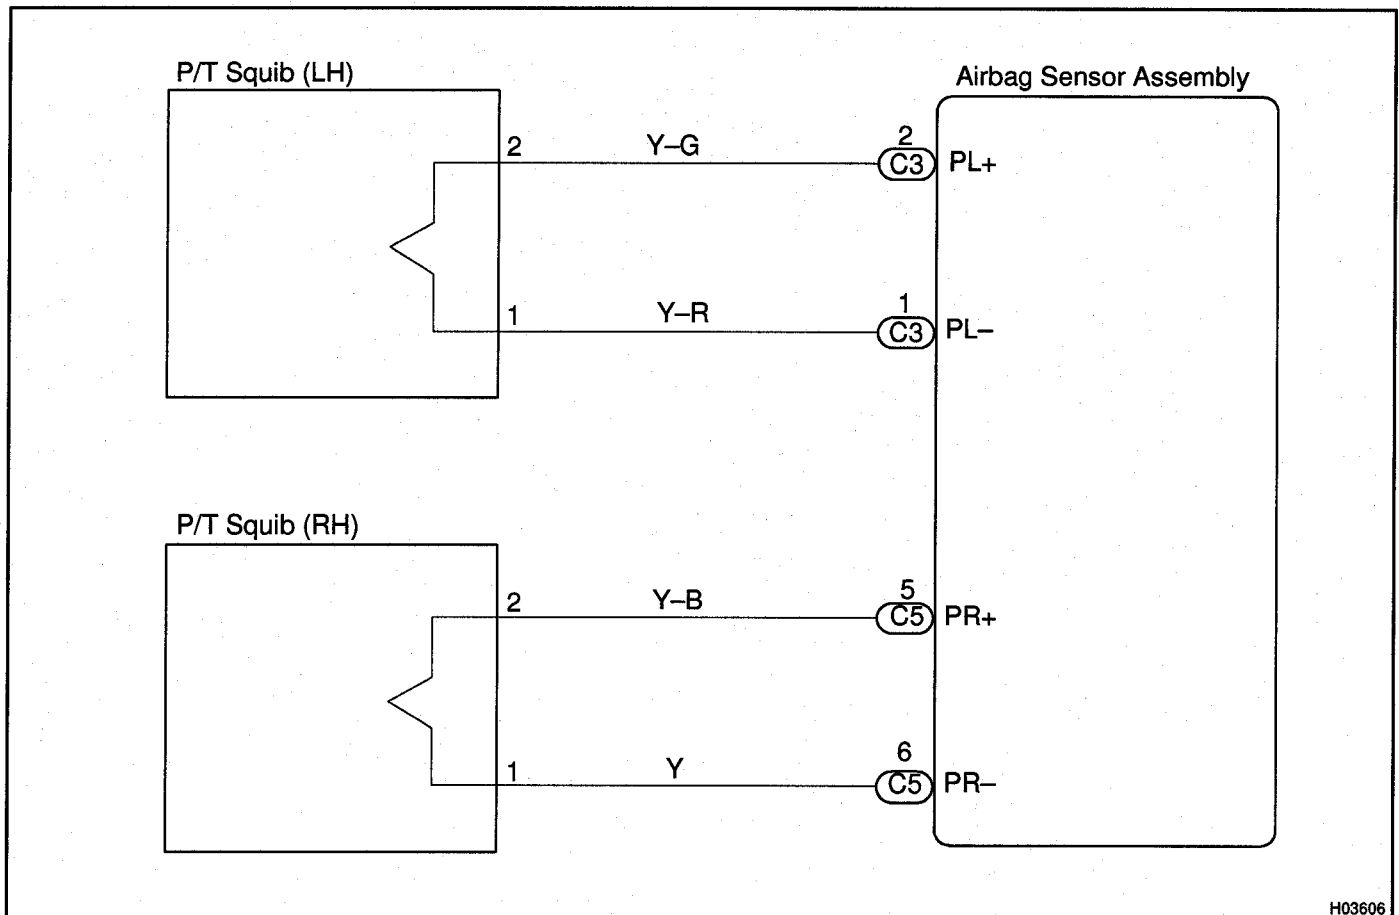 P/T Squib (LH)
Airbag Sensor Assembly
2
Y–G
2
C3
PL+
1
Y–R
1
C3
PL–
P/T Squib (RH)
2
Y–B
5
C5
PR+
1
Y
6
C5
PR–
H03606